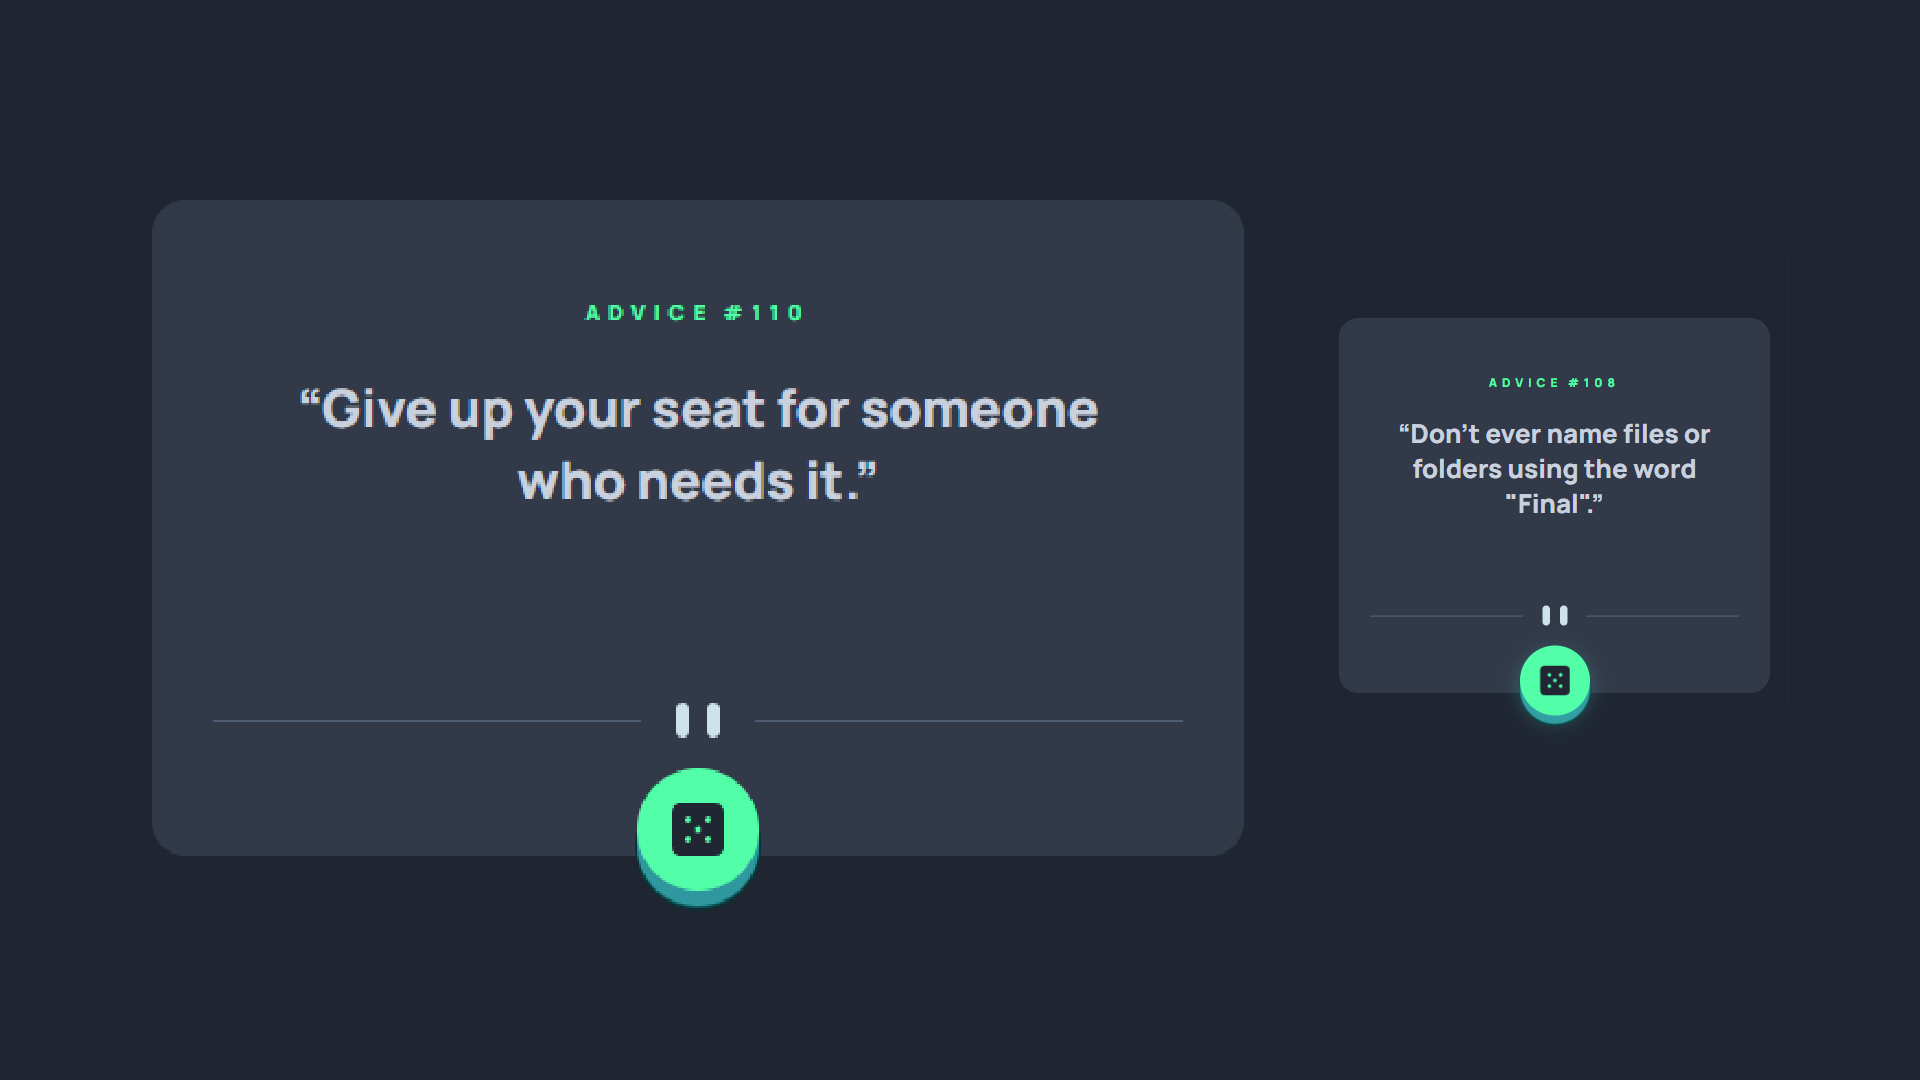 ADVICE #110
“Give up your seat for someone
who needs it.”
ADVICE #108
“Don’t ever name files or
folders using the word
"Final".”